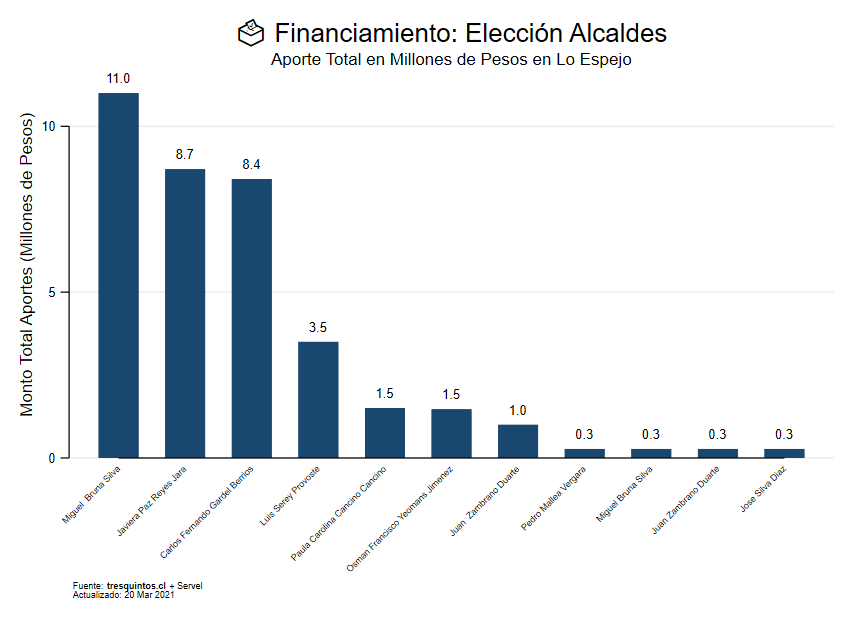 Financiamiento: Elección Alcaldes
Aporte Total en Millones de Pesos en Lo Espejo
Monto Total Aportes (Millones de Pesos)
10
5
0
11.0
8.7
8.4
3.5
1.5
1.5
1.0
0.3
0.3
0.3
0.3
Miguel  Bruna Silva
Javiera Paz Reyes Jara
Carlos Fernando Gardel Berrios
Luis Serey Provoste
Paula Carolina Cancino Cancino
Osman Francisco Yeomans Jimenez
Juan  Zambrano Duarte
Pedro Mallea Vergara
Miguel Bruna Silva
Juan Zambrano Duarte
Jose Silva Diaz
Fuente: tresquintos.cl + Servel
Actualizado: 20 Mar 2021